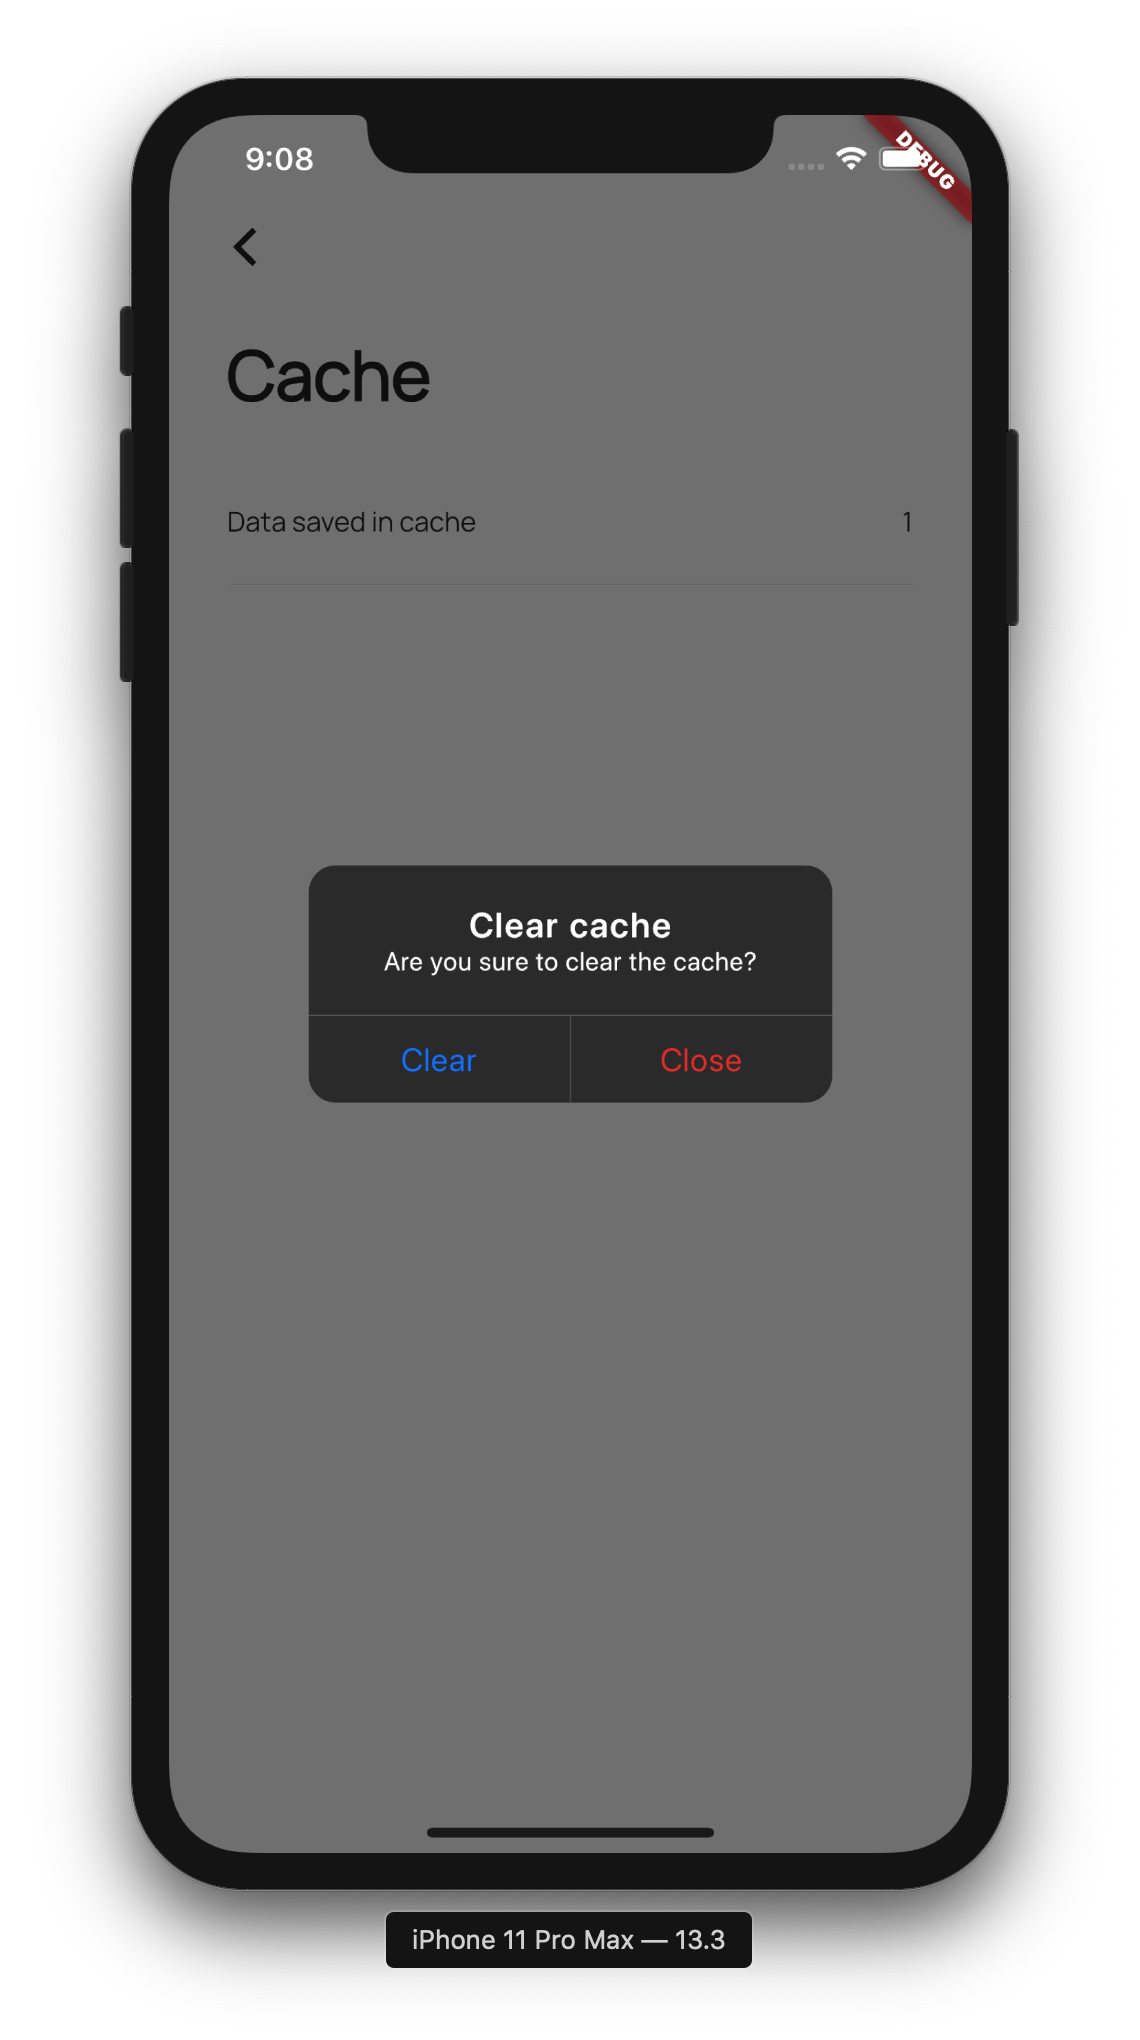 9:08
DEBUG
Cache
Data saved in cache 1
Clear cache
Are you sure to clear the cache?
Clear Close
iPhone 11 Pro Max — 13.3